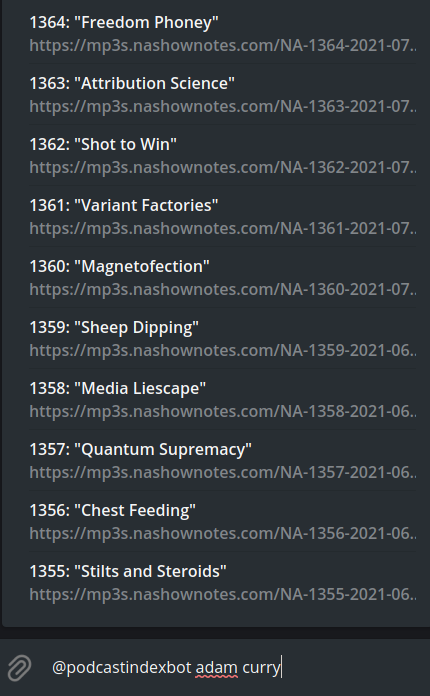 1364: "Freedom Phoney"
https://mp3s.nashownotes.com/NA-1364-2021-07..
1363: "Attribution Science"
https://mp3s.nashownotes.com/NA-1363-2021-07..
1362: "Shot to Win"
https://mp3s.nashownotes.com/NA-1362-2021-07..
1361: "Variant Factories"
https://mp3s.nashownotes.com/NA-1361-2021-07..
1360: "Magnetofection"
https://mp3s.nashownotes.com/NA-1360-2021-07..
1359: "Sheep Dipping"
https://mp3s.nashownotes.com/NA-1359-2021-06..
1358: "Media Liescape"
https://mp3s.nashownotes.com/NA-1358-2021-06..
1357: "Quantum Supremacy"
https://mp3s.nashownotes.com/NA-1357-2021-06..
1356: "Chest Feeding"
https://mp3s.nashownotes.com/NA-1356-2021-06..
1355: "Stilts and Steroids"
https://mp3s.nashownotes.com/NA-1355-2021-06..
@podcastindexbot adam curry